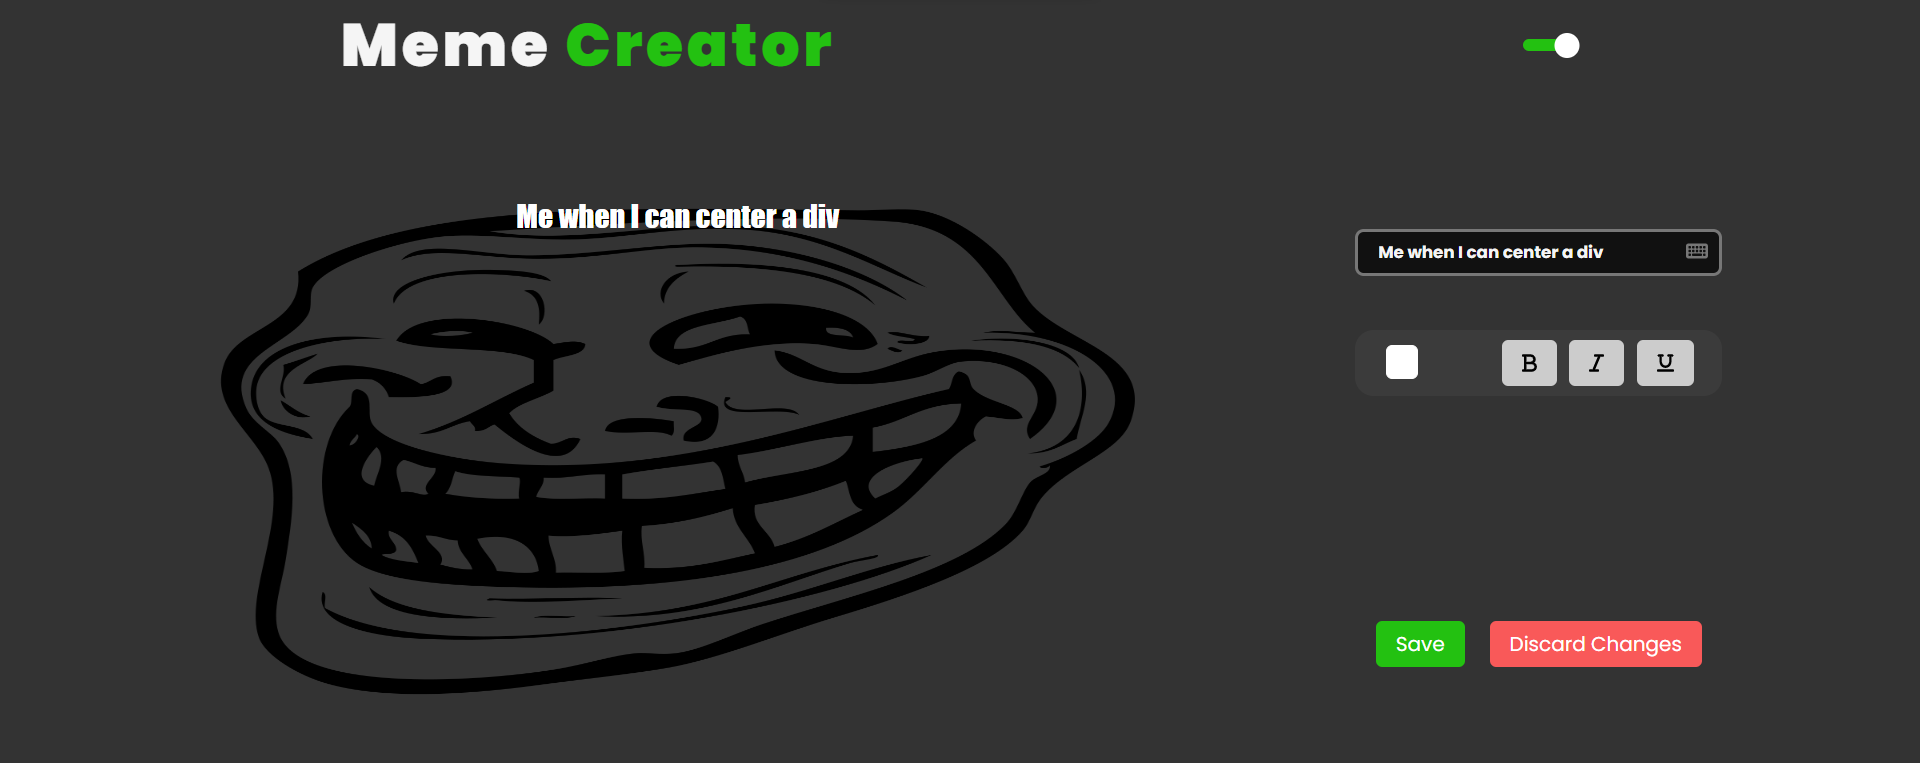 Meme Creator
Me when I can center a div
Me when I can center a div
B I U
Save Discard Changes